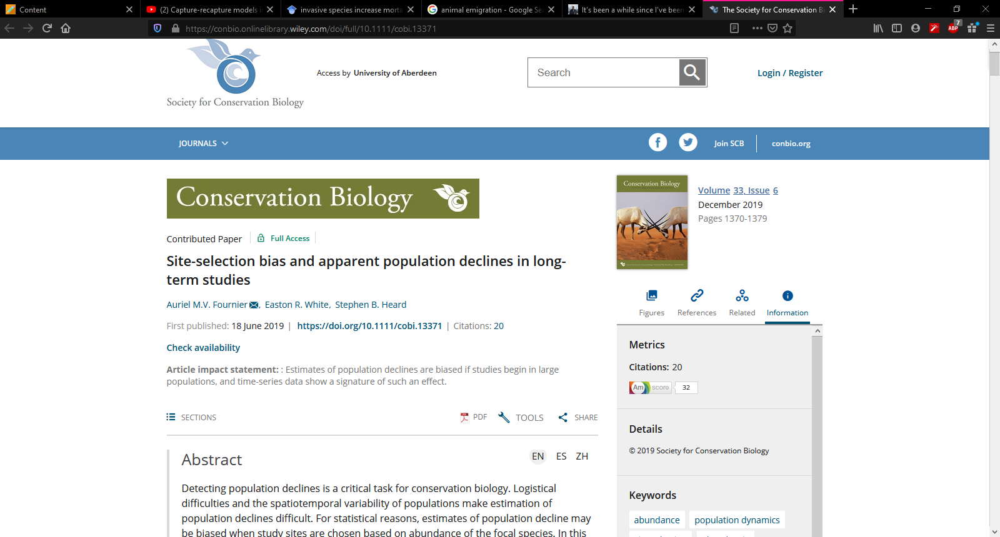 Content
(2) Capture-recapture models i
invasive species increase morta
animal emigration - Google Se
It's been a while since I've been
The Society for Conservation B
https://conbio.onlinelibrary.wiley.com/doi/full/10.1111/cobi.13371
ABP
7
Society for Conservation Biology
Access by University of Aberdeen
Search
Login / Register
JOURNALS
Join SCB
conbio.org
Conservation Biology
Conservation Biology
Volume 33, Issue 6
December 2019
Pages 1370-1379
Contributed Paper
Full Access
Site-selection bias and apparent population declines in long-
term studies
Auriel M.V. Fournier, Easton R. White, Stephen B. Heard
First published: 18 June 2019 | https://doi.org/10.1111/cobi.13371 | Citations: 20
Check availability
Article impact statement: : Estimates of population declines are biased if studies begin in large
populations, and time-series data show a signature of such an effect.
SECTIONS
PDF
TOOLS
SHARE
Figures
References
Related
Information
Metrics
Citations: 20
Am score 32
Details
© 2019 Society for Conservation Biology
Keywords
abundance
population dynamics
Abstract
EN ES ZH
Detecting population declines is a critical task for conservation biology. Logistical
difficulties and the spatiotemporal variability of populations make estimation of
population declines difficult. For statistical reasons, estimates of population decline may
be biased when study sites are chosen based on abundance of the focal species. In this